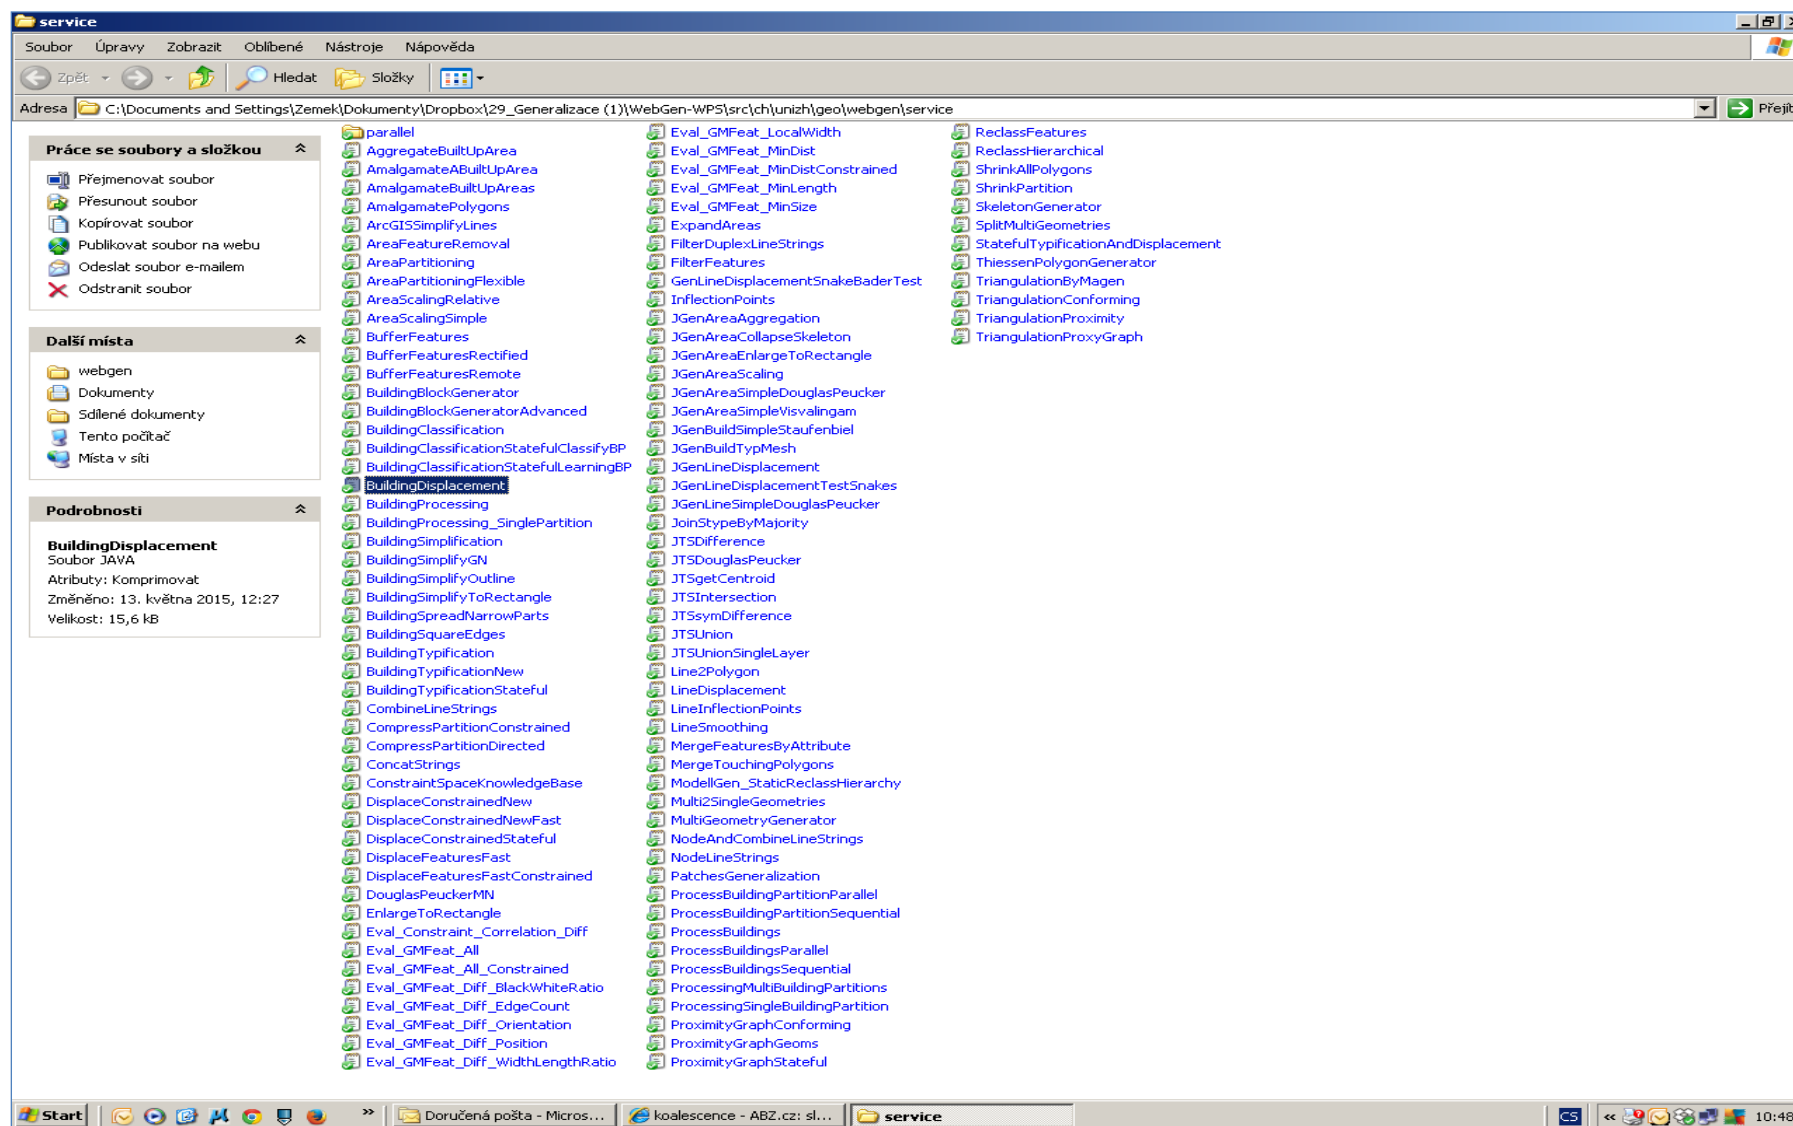 service
Soubor Úpravy Zobrazit Oblíbené Nástroje Nápověda
Zpět Hledat Složky
Adresa C:\Documents and Settings\Zemek\Dokumenty\Dropbox\29_Generalizace (1)\WebGen-WPS\src\ch\unizh\geo\webgen\service Přejít
Práce se soubory a složkou
Přejmenovat soubor
Přesunout soubor
Kopírovat soubor
Publikovat soubor na webu
Odeslat soubor e-mailem
Odstranit soubor
Další místa
webgen
Dokumenty
Sdílené dokumenty
Tento počítač
Místa v síti
Podrobnosti
BuildingDisplacement
Soubor JAVA
Atributy: Komprimovat
Změněno: 13. května 2015, 12:27
Velikost: 15,6 kB
parallel
AggregateBuiltUpArea
AmalgamateABuiltUpArea
AmalgamateBuiltUpAreas
AmalgamatePolygons
ArcGISSimplifyLines
AreaFeatureRemoval
AreaPartitioning
AreaPartitioningFlexible
AreaScalingRelative
AreaScalingSimple
BufferFeatures
BufferFeaturesRectified
BufferFeaturesRemote
BuildingBlockGenerator
BuildingBlockGeneratorAdvanced
BuildingClassification
BuildingClassificationStatefulClassifyBP
BuildingClassificationStatefulLearningBP
BuildingDisplacement
BuildingProcessing
BuildingProcessing_SinglePartition
BuildingSimplification
BuildingSimplifyGN
BuildingSimplifyOutline
BuildingSimplifyToRectangle
BuildingSpreadNarrowParts
BuildingSquareEdges
BuildingTypification
BuildingTypificationNew
BuildingTypificationStateful
CombineLineStrings
CompressPartitionConstrained
CompressPartitionDirected
ConcatStrings
ConstraintSpaceKnowledgeBase
DisplaceConstrainedNew
DisplaceConstrainedNewFast
DisplaceConstrainedStateful
DisplaceFeaturesFast
DisplaceFeaturesFastConstrained
DouglasPeuckerMN
EnlargeToRectangle
Eval_Constraint_Correlation_Diff
Eval_GMFeat_All
Eval_GMFeat_All_Constrained
Eval_GMFeat_Diff_BlackWhiteRatio
Eval_GMFeat_Diff_EdgeCount
Eval_GMFeat_Diff_Orientation
Eval_GMFeat_Diff_Position
Eval_GMFeat_Diff_WidthLengthRatio
Eval_GMFeat_LocalWidth
Eval_GMFeat_MinDist
Eval_GMFeat_MinDistConstrained
Eval_GMFeat_MinLength
Eval_GMFeat_MinSize
ExpandAreas
FilterDuplexLineStrings
FilterFeatures
GenLineDisplacementSnakeBaderTest
InflectionPoints
JGenAreaAggregation
JGenAreaCollapseSkeleton
JGenAreaEnlargeToRectangle
JGenAreaScaling
JGenAreaSimpleDouglasPeucker
JGenAreaSimpleVisvalingam
JGenBuildSimpleStaufenbiel
JGenBuildTypMesh
JGenLineDisplacement
JGenLineDisplacementTestSnakes
JGenLineSimpleDouglasPeucker
JoinStypeByMajority
JTSDifference
JTSDouglasPeucker
JTSgetCentroid
JTSIntersection
JTSsymDifference
JTSUnion
JTSUnionSingleLayer
Line2Polygon
LineDisplacement
LineInflectionPoints
LineSmoothing
MergeFeaturesByAttribute
MergeTouchingPolygons
ModellGen_StaticReclassHierarchy
Multi2SingleGeometries
MultiGeometryGenerator
NodeAndCombineLineStrings
NodeLineStrings
PatchesGeneralization
ProcessBuildingPartitionParallel
ProcessBuildingPartitionSequential
ProcessBuildings
ProcessBuildingsParallel
ProcessBuildingsSequential
ProcessingMultiBuildingPartitions
ProcessingSingleBuildingPartition
ProximityGraphConforming
ProximityGraphGeoms
ProximityGraphStateful
ReclassFeatures
ReclassHierarchical
ShrinkAllPolygons
ShrinkPartition
SkeletonGenerator
SplitMultiGeometries
StatefulTypificationAndDisplacement
ThiessenPolygonGenerator
TriangulationByMagen
TriangulationConforming
TriangulationProximity
TriangulationProxyGraph
Start » Doručená pošta - Micros... koalescence - ABZ.cz: sl... service CS « 10:48